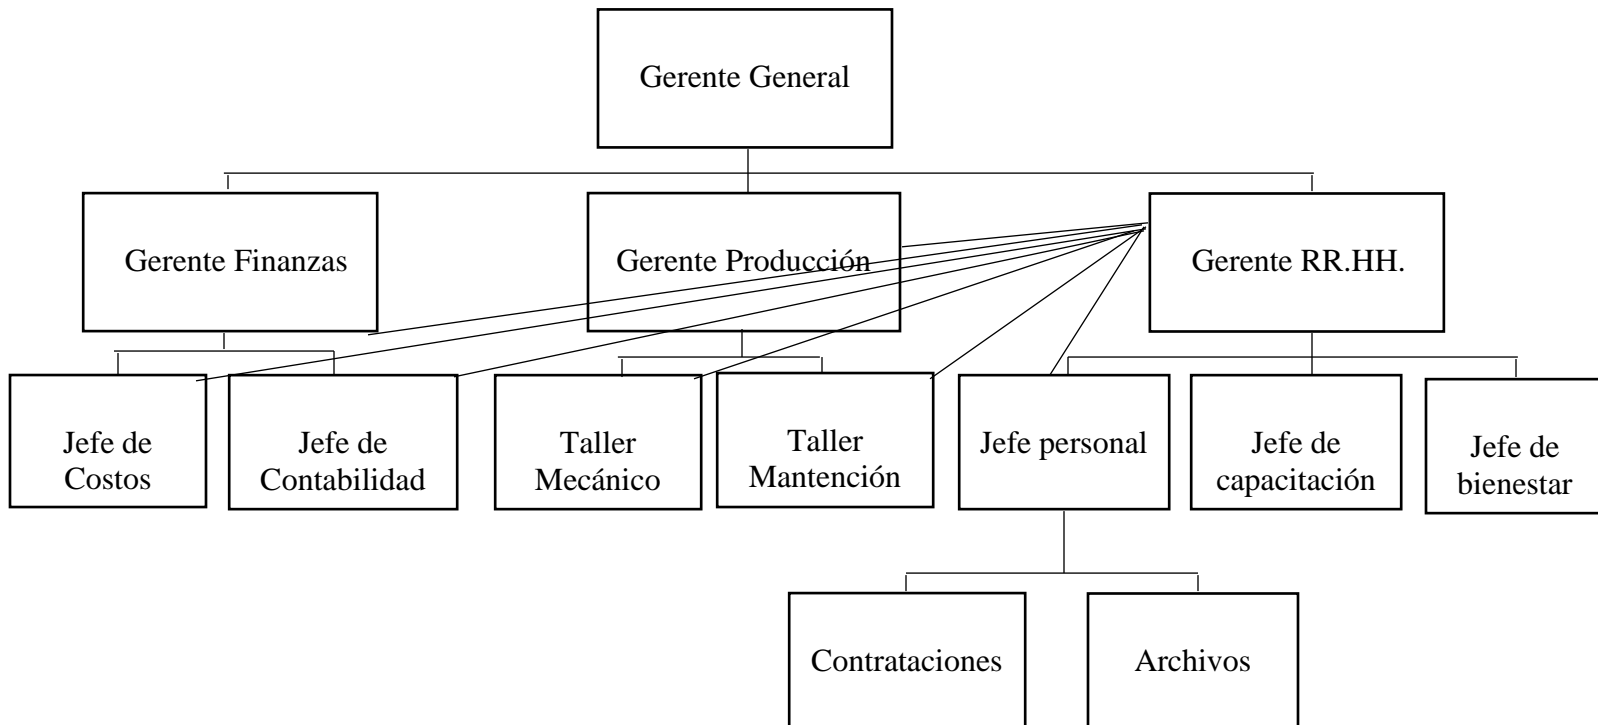 Gerente General
Gerente Finanzas
Gerente Producción
Gerente RR.HH.
Jefe de
Costos
Jefe de
Contabilidad
Taller
Mecánico
Taller
Mantención
Jefe personal
Jefe de
capacitación
Jefe de
bienestar
Contrataciones
Archivos